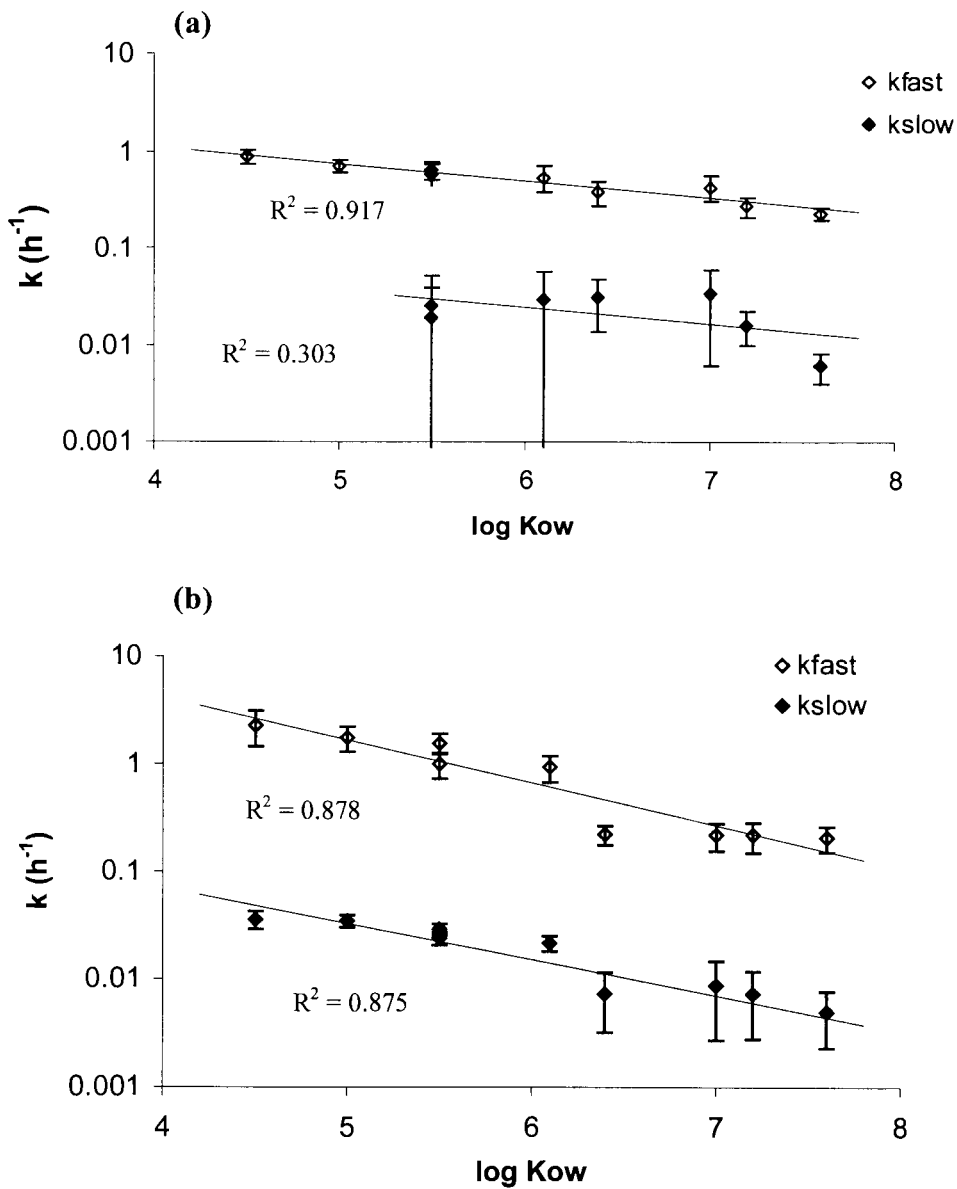 (a)
10
1
0.1
0.01
0.001
k (h⁻¹)
kfast
kslow
R² = 0.917
R² = 0.303
4 5 6 7 8
log Kow
(b)
10
1
0.1
0.01
0.001
k (h⁻¹)
kfast
kslow
R² = 0.878
R² = 0.875
4 5 6 7 8
log Kow